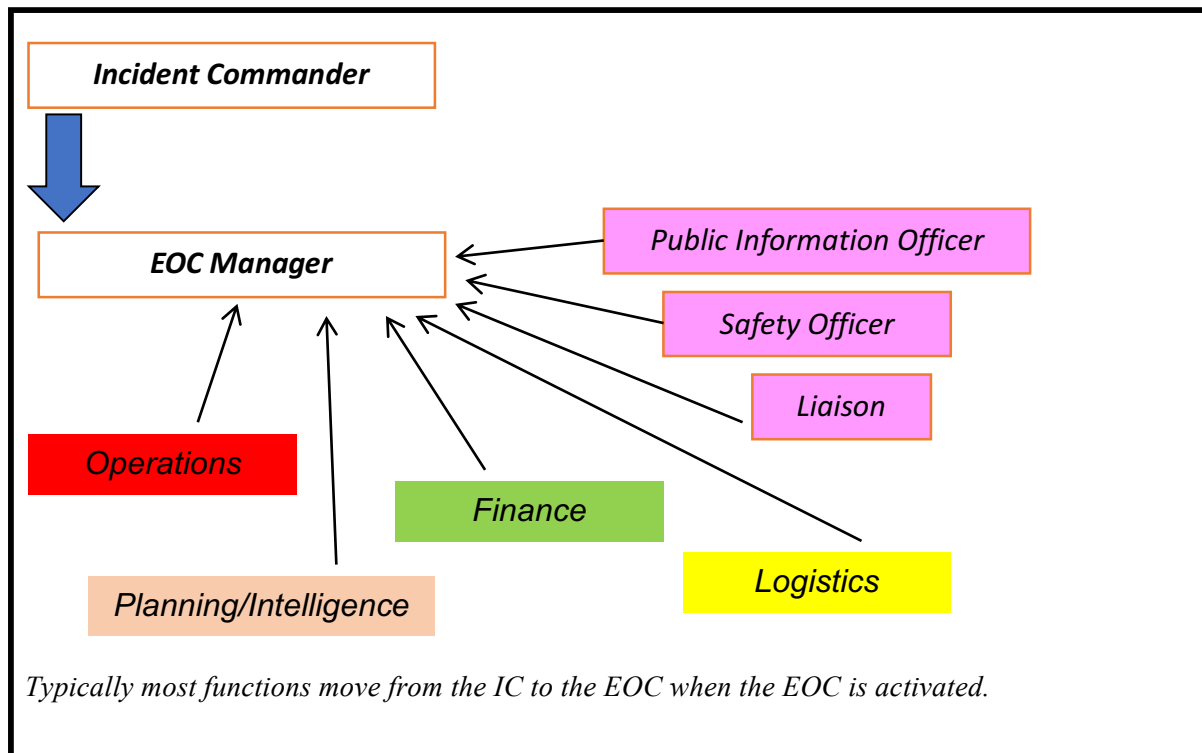 Incident Commander
EOC Manager
Public Information Officer
Safety Officer
Liaison
Operations
Finance
Logistics
Planning/Intelligence
Typically most functions move from the IC to the EOC when the EOC is activated.